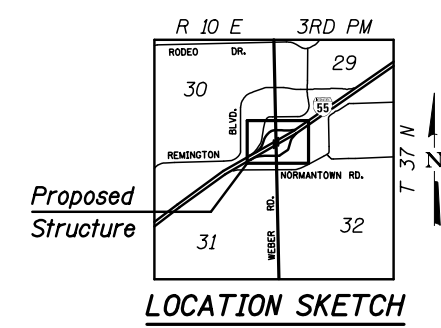 R 10 E 3RD PM
RODEO DR.
29
30
55
BLVD.
REMINGTON
NORMANTOWN RD.
T 37 N
N
Proposed
Structure
31
WEBER RD.
32
LOCATION SKETCH